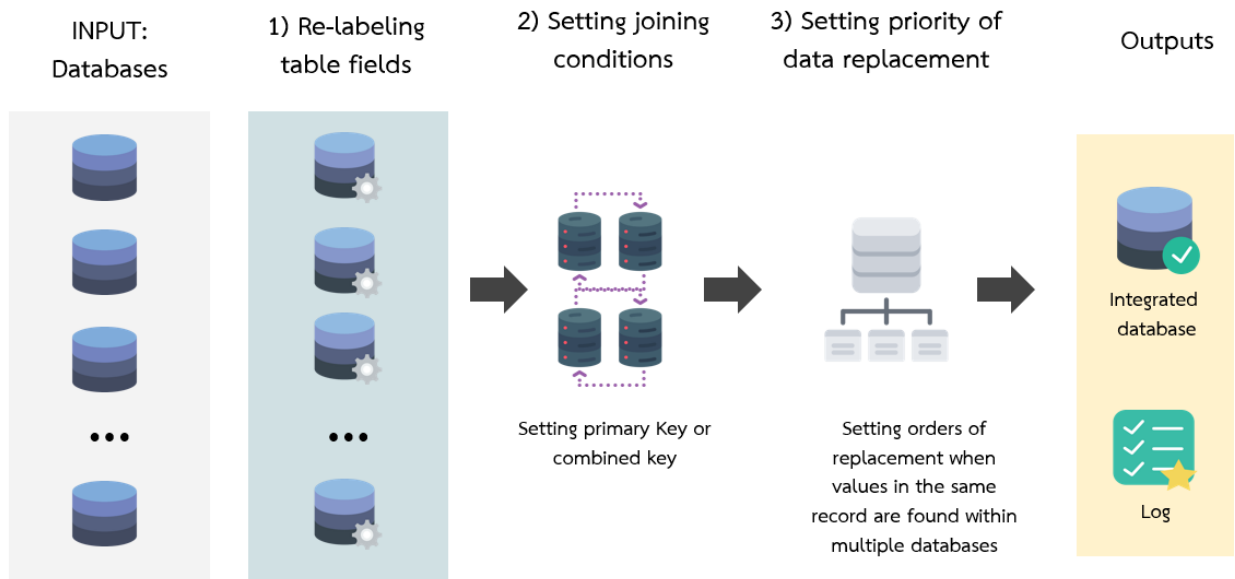 INPUT:
Databases
1) Re-labeling
table fields
2) Setting joining
conditions
3) Setting priority of
data replacement
Outputs
Setting primary Key or
combined key
Setting orders of
replacement when
values in the same
record are found within
multiple databases
Integrated
database
Log